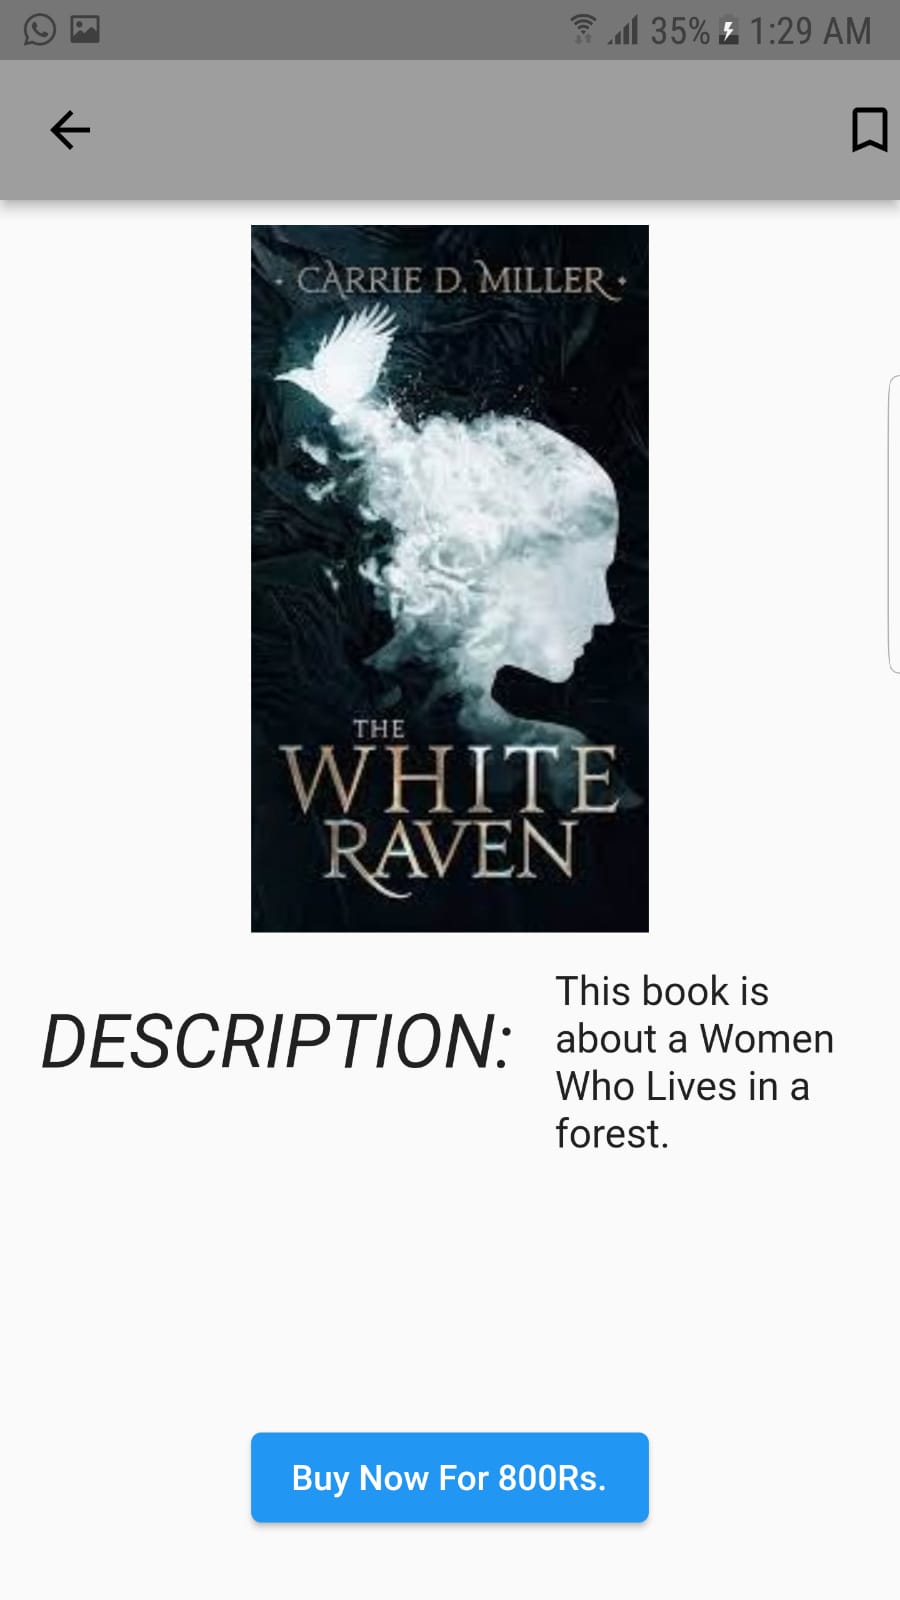 35% 1:29 AM
· CARRIE D. MILLER ·
THE
WHITE
RAVEN
DESCRIPTION:
This book is
about a Women
Who Lives in a
forest.
Buy Now For 800Rs.